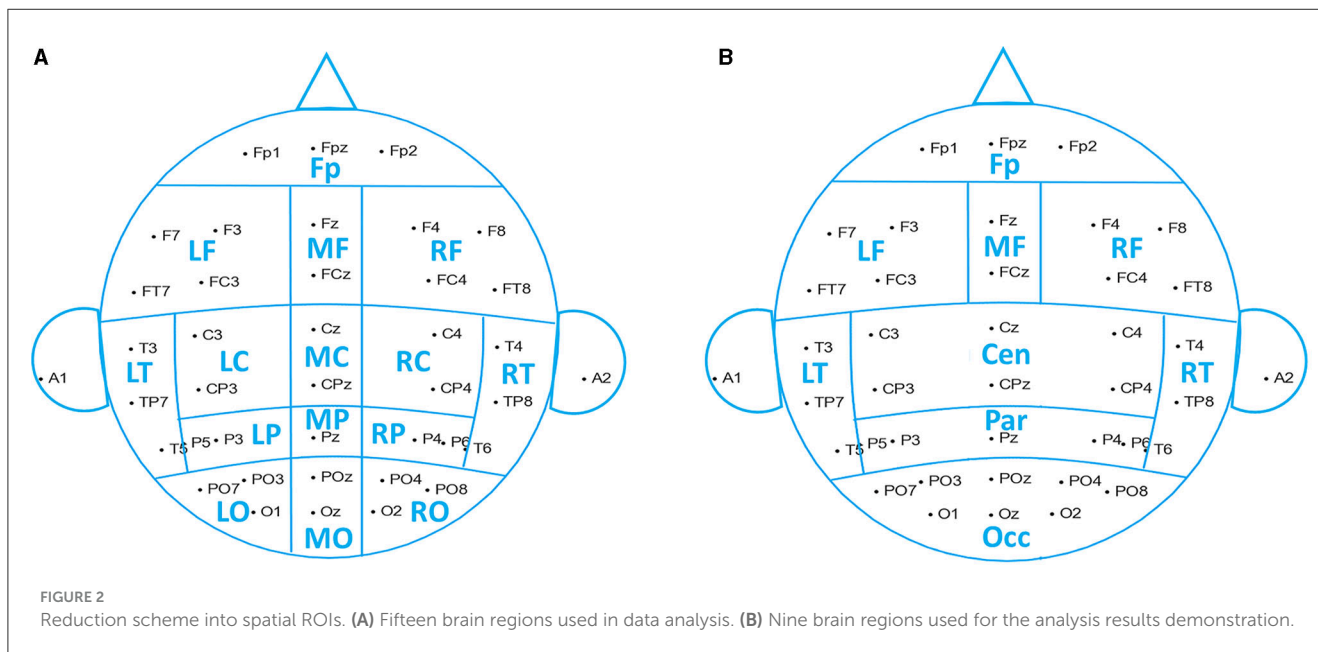 A
Fp1 Fpz Fp2
Fp
F7 F3 Fz F4 F8
LF MF RF
FT7 FC3 FCz FC4 FT8
C3 Cz C4
T3 T4
LT LC MC RC RT
A1 A2
TP7 CP3 CPz CP4 TP8
MP
LP RP
T5 P5 P3 Pz P4 P6 T6
PO7 PO3 POz PO4 PO8
LO O1 Oz O2 RO
MO
B
Fp1 Fpz Fp2
Fp
F7 F3 Fz F4 F8
LF MF RF
FT7 FC3 FCz FC4 FT8
C3 Cz C4
T3 T4
LT Cen RT
A1 A2
TP7 CP3 CPz CP4 TP8
Par
T5 P5 P3 Pz P4 P6 T6
PO7 PO3 POz PO4 PO8
O1 Oz O2
Occ
FIGURE 2
Reduction scheme into spatial ROIs. (A) Fifteen brain regions used in data analysis. (B) Nine brain regions used for the analysis results demonstration.